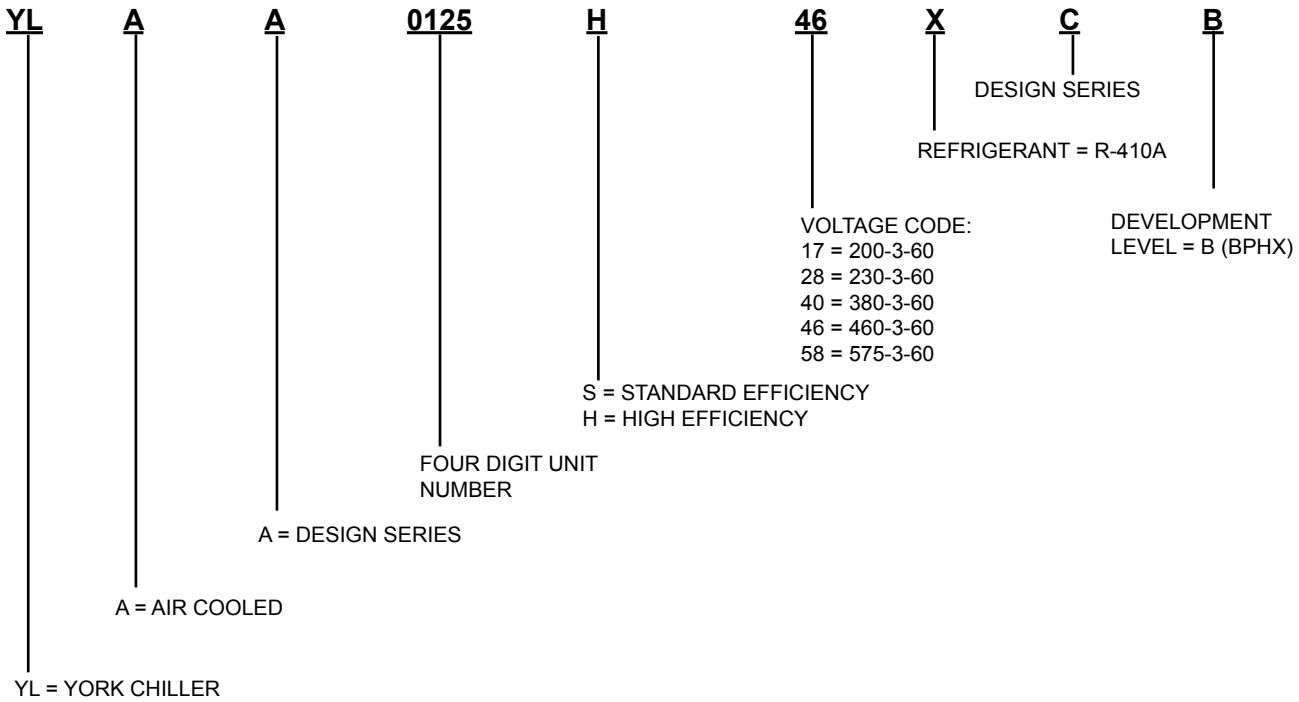 YL A A 0125 H 46 X C B
DESIGN SERIES
REFRIGERANT = R-410A
VOLTAGE CODE:
17 = 200-3-60
28 = 230-3-60
40 = 380-3-60
46 = 460-3-60
58 = 575-3-60
DEVELOPMENT
LEVEL = B (BPHX)
S = STANDARD EFFICIENCY
H = HIGH EFFICIENCY
FOUR DIGIT UNIT
NUMBER
A = DESIGN SERIES
A = AIR COOLED
YL = YORK CHILLER